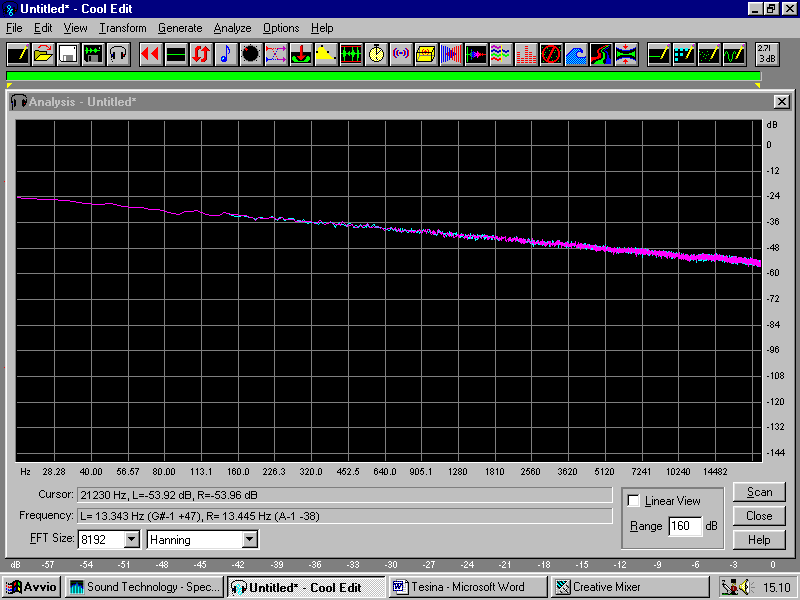 Untitled* - Cool Edit
File Edit View Transform Generate Analyze Options Help
2.7l
3dB
Analysis - Untitled*
dB
0
-12
-24
-36
-48
-60
-72
-84
-96
-108
-120
-132
-144
Hz 28.28 40.00 56.57 80.00 113.1 160.0 226.3 320.0 452.5 640.0 905.1 1280 1810 2560 3620 5120 7241 10240 14482
Cursor: 21230 Hz, L=-53.92 dB, R=-53.96 dB
Frequency: L= 13.343 Hz (G#-1 +47), R= 13.445 Hz (A-1 -38)
FFT Size: 8192 Hanning
Linear View
Range 160 dB
Scan
Close
Help
dB -57 -54 -51 -48 -45 -42 -39 -36 -33 -30 -27 -24 -21 -18 -15 -12 -9 -6 -3 0
Avvio Sound Technology - Spec... Untitled* - Cool Edit Tesina - Microsoft Word Creative Mixer 15.10